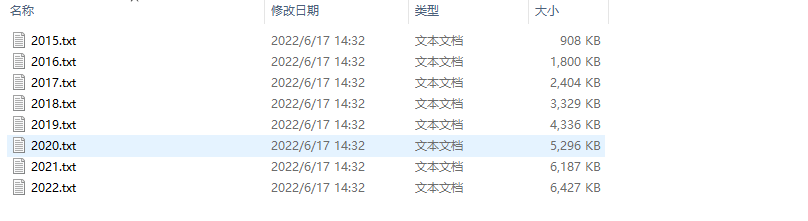 名称 修改日期 类型 大小
2015.txt 2022/6/17 14:32 文本文档 908 KB
2016.txt 2022/6/17 14:32 文本文档 1,800 KB
2017.txt 2022/6/17 14:32 文本文档 2,404 KB
2018.txt 2022/6/17 14:32 文本文档 3,329 KB
2019.txt 2022/6/17 14:32 文本文档 4,336 KB
2020.txt 2022/6/17 14:32 文本文档 5,296 KB
2021.txt 2022/6/17 14:32 文本文档 6,187 KB
2022.txt 2022/6/17 14:32 文本文档 6,427 KB